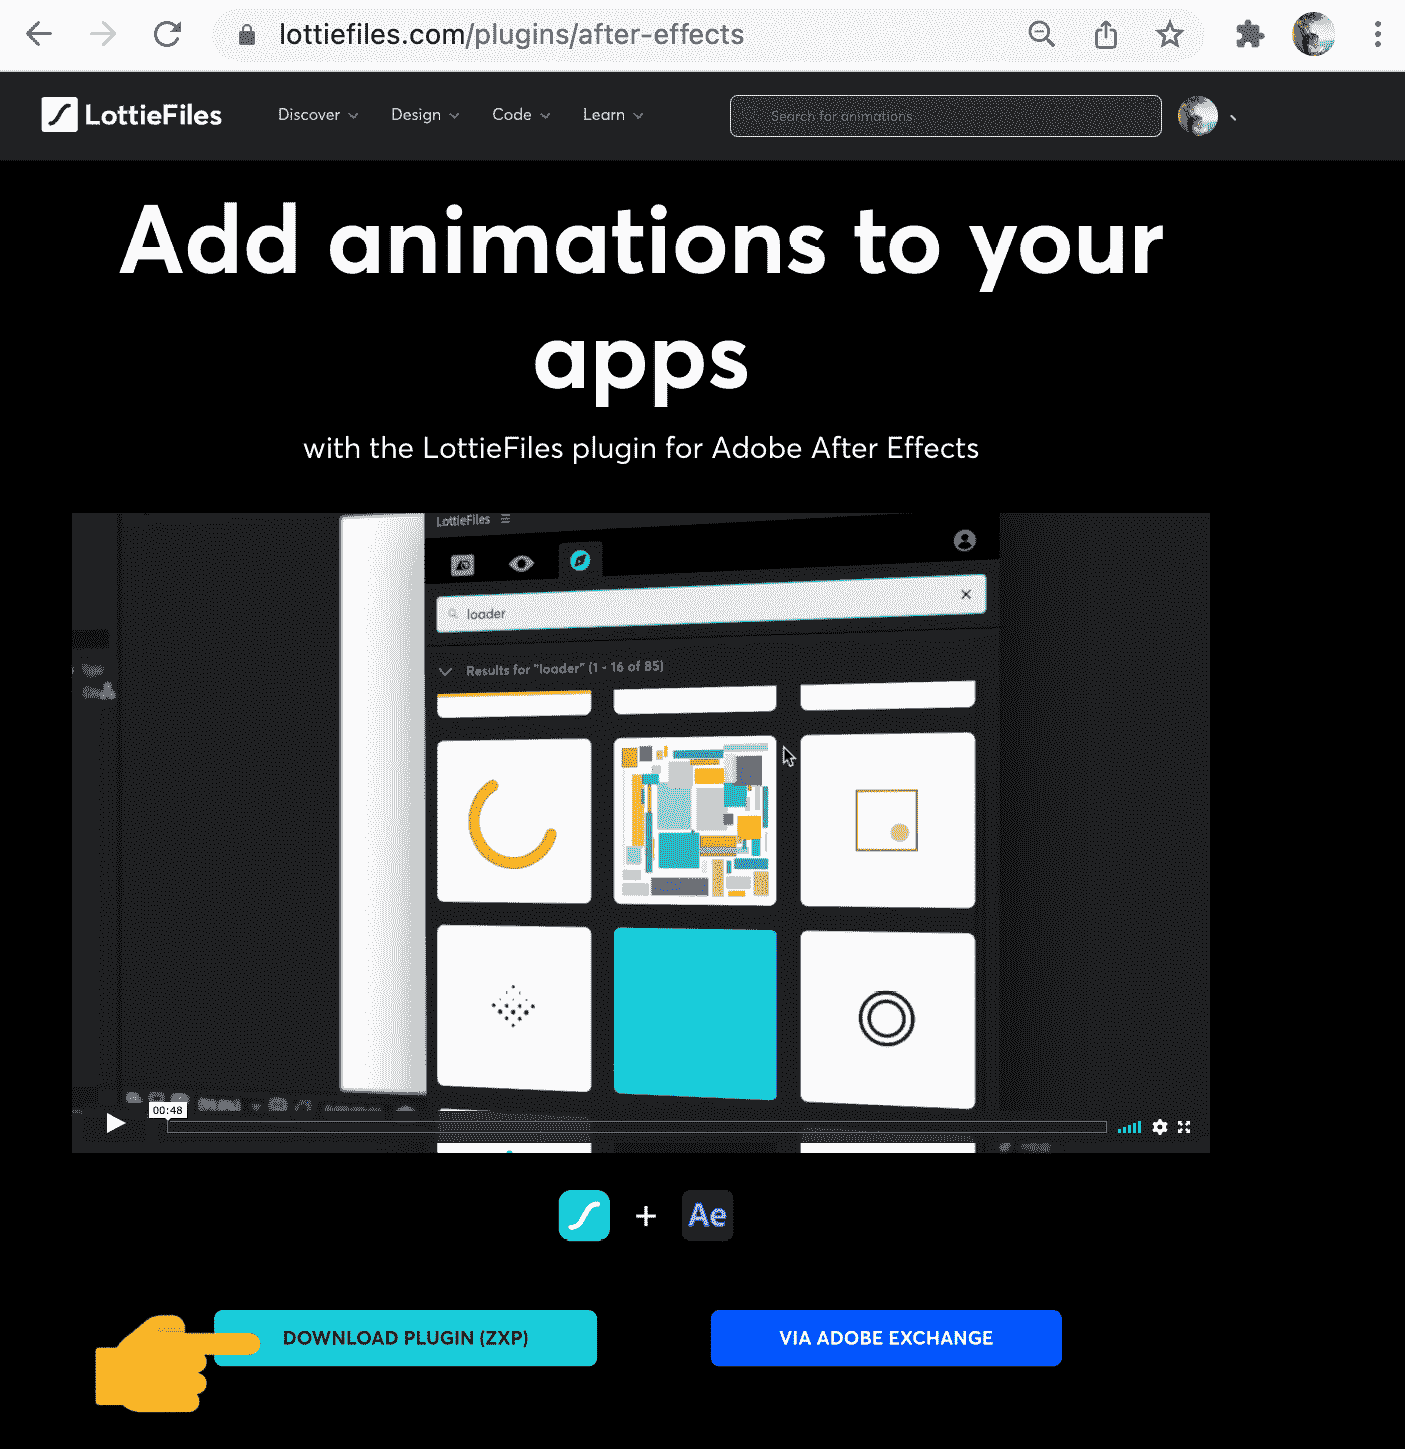 lottiefiles.com/plugins/after-effects
LottieFiles
Discover
Design
Code
Learn
Search for animations
Add animations to your
apps
with the LottieFiles plugin for Adobe After Effects
LottieFiles
loader
Results for "loader" (1 - 16 of 85)
00:48
+
Ae
DOWNLOAD PLUGIN (ZXP)
VIA ADOBE EXCHANGE